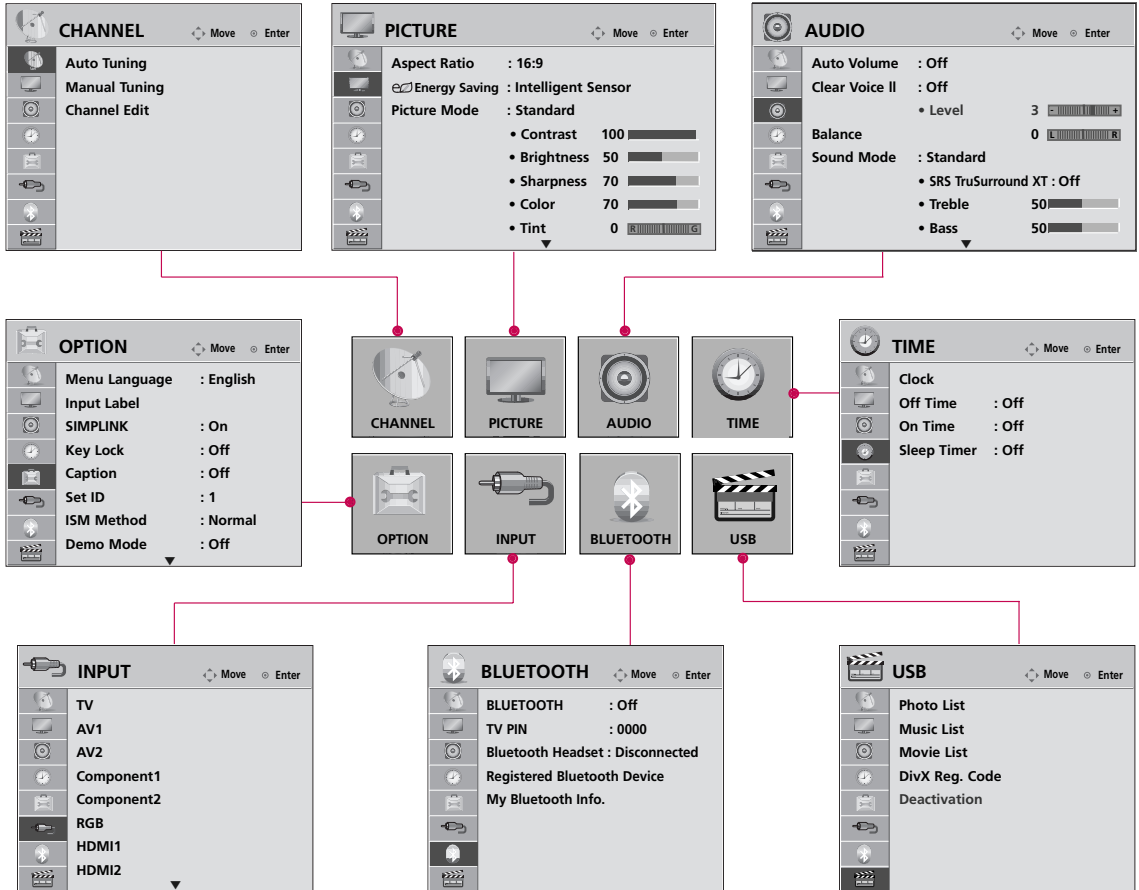 CHANNEL Move Enter
Auto Tuning
Manual Tuning
Channel Edit
PICTURE Move Enter
Aspect Ratio : 16:9
Energy Saving : Intelligent Sensor
Picture Mode : Standard
• Contrast 100
• Brightness 50
• Sharpness 70
• Color 70
• Tint 0 R G
AUDIO Move Enter
Auto Volume : Off
Clear Voice II : Off
• Level 3 - +
Balance 0 L R
Sound Mode : Standard
• SRS TruSurround XT : Off
• Treble 50
• Bass 50
OPTION Move Enter
Menu Language : English
Input Label
SIMPLINK : On
Key Lock : Off
Caption : Off
Set ID : 1
ISM Method : Normal
Demo Mode : Off
CHANNEL PICTURE AUDIO TIME
OPTION INPUT BLUETOOTH USB
TIME Move Enter
Clock
Off Time : Off
On Time : Off
Sleep Timer : Off
INPUT Move Enter
TV
AV1
AV2
Component1
Component2
RGB
HDMI1
HDMI2
BLUETOOTH Move Enter
BLUETOOTH : Off
TV PIN : 0000
Bluetooth Headset : Disconnected
Registered Bluetooth Device
My Bluetooth Info.
USB Move Enter
Photo List
Music List
Movie List
DivX Reg. Code
Deactivation